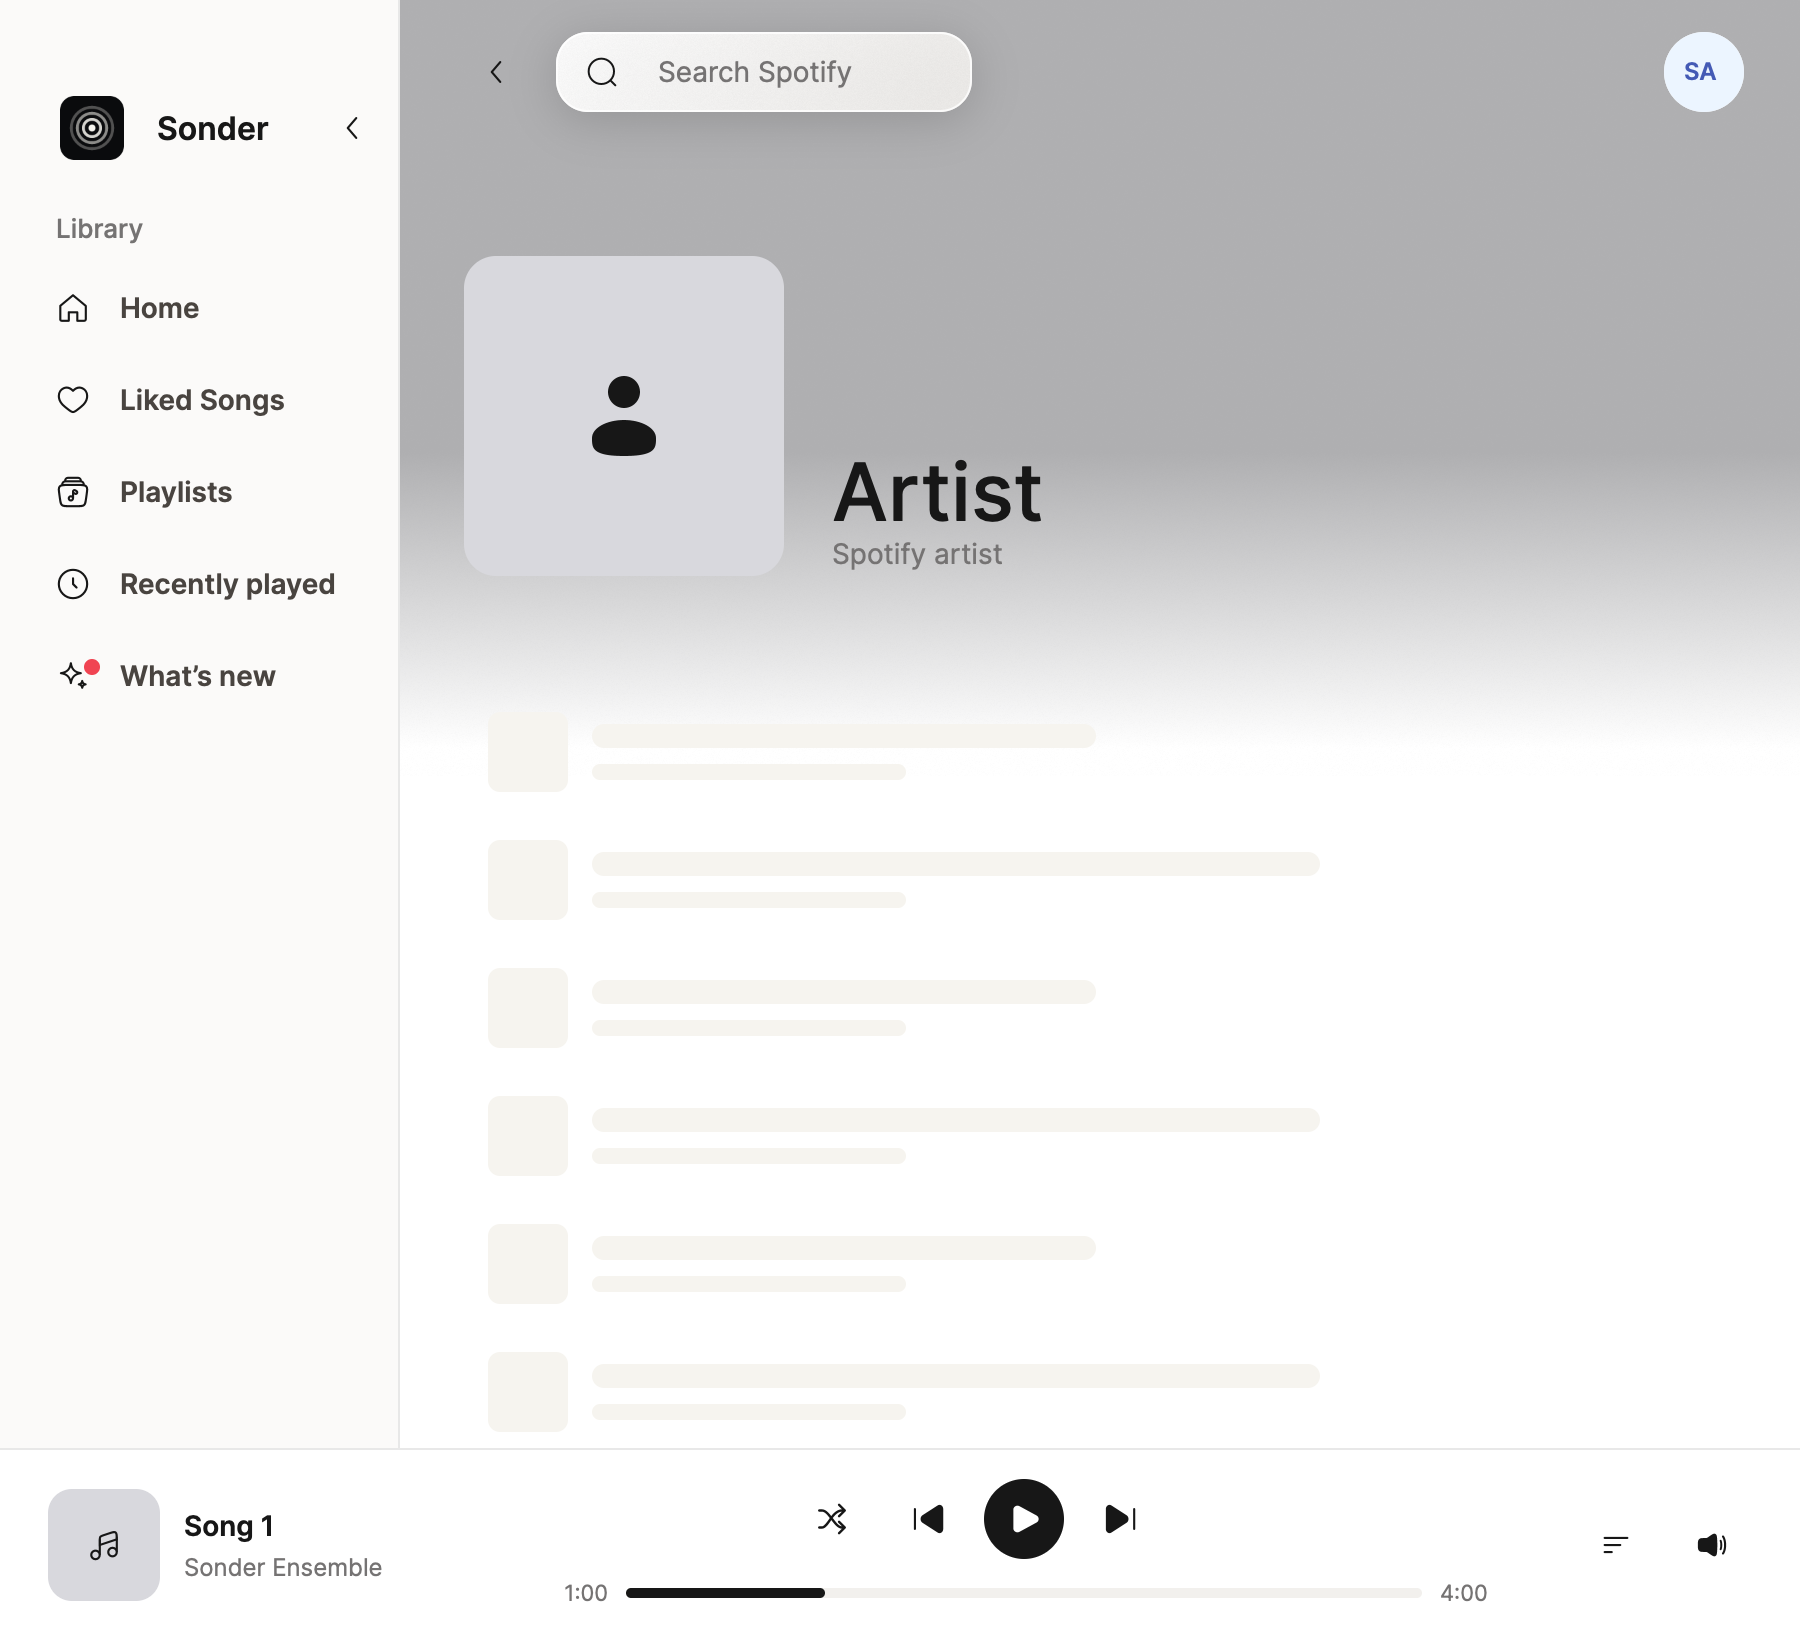 Search Spotify
SA
Sonder
Library
Home
Liked Songs
Playlists
Recently played
What’s new
Artist
Spotify artist
Song 1
Sonder Ensemble
1:00
4:00